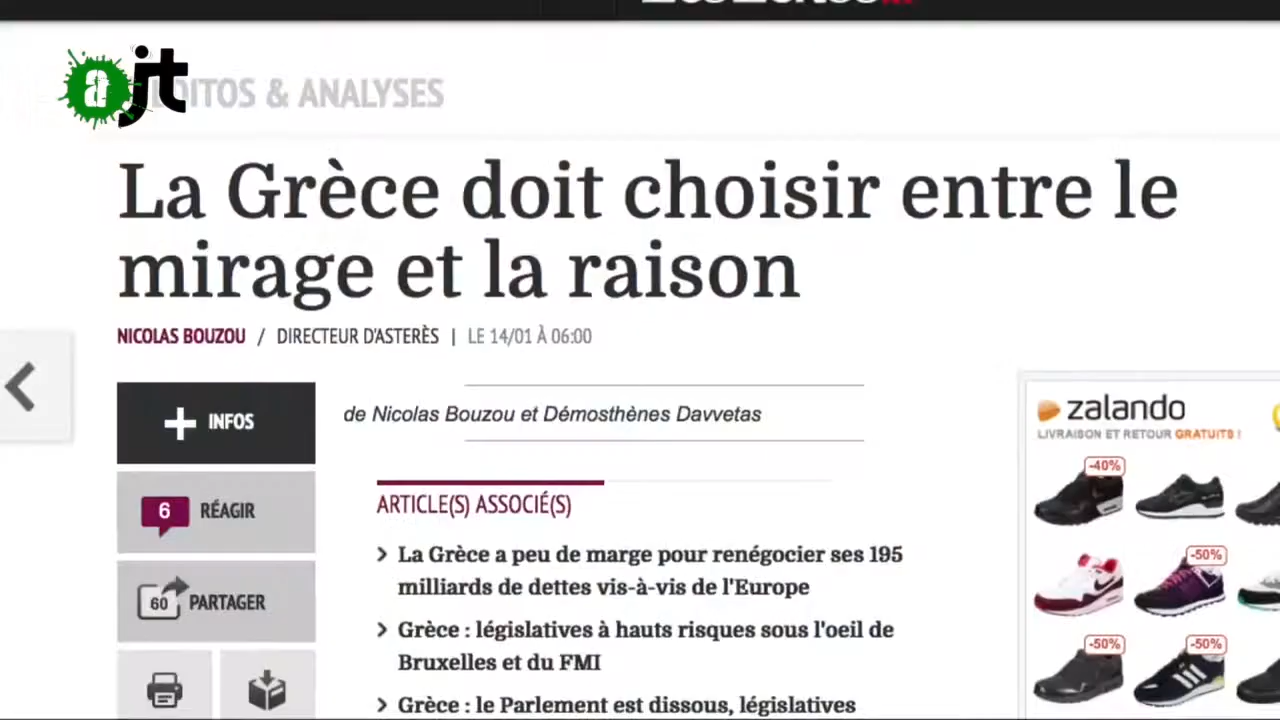 a jt
DITOS & ANALYSES
La Grèce doit choisir entre le
mirage et la raison
NICOLAS BOUZOU / DIRECTEUR D'ASTERÈS | LE 14/01 À 06:00
+ INFOS
de Nicolas Bouzou et Démosthènes Davvetas
6 RÉAGIR
60 PARTAGER
ARTICLE(S) ASSOCIÉ(S)
La Grèce a peu de marge pour renégocier ses 195
milliards de dettes vis-à-vis de l'Europe
Grèce : législatives à hauts risques sous l'oeil de
Bruxelles et du FMI
Grèce : le Parlement est dissous, législatives
zalando
LIVRAISON ET RETOUR GRATUITS !
-40%
-50%
-50%
-50%